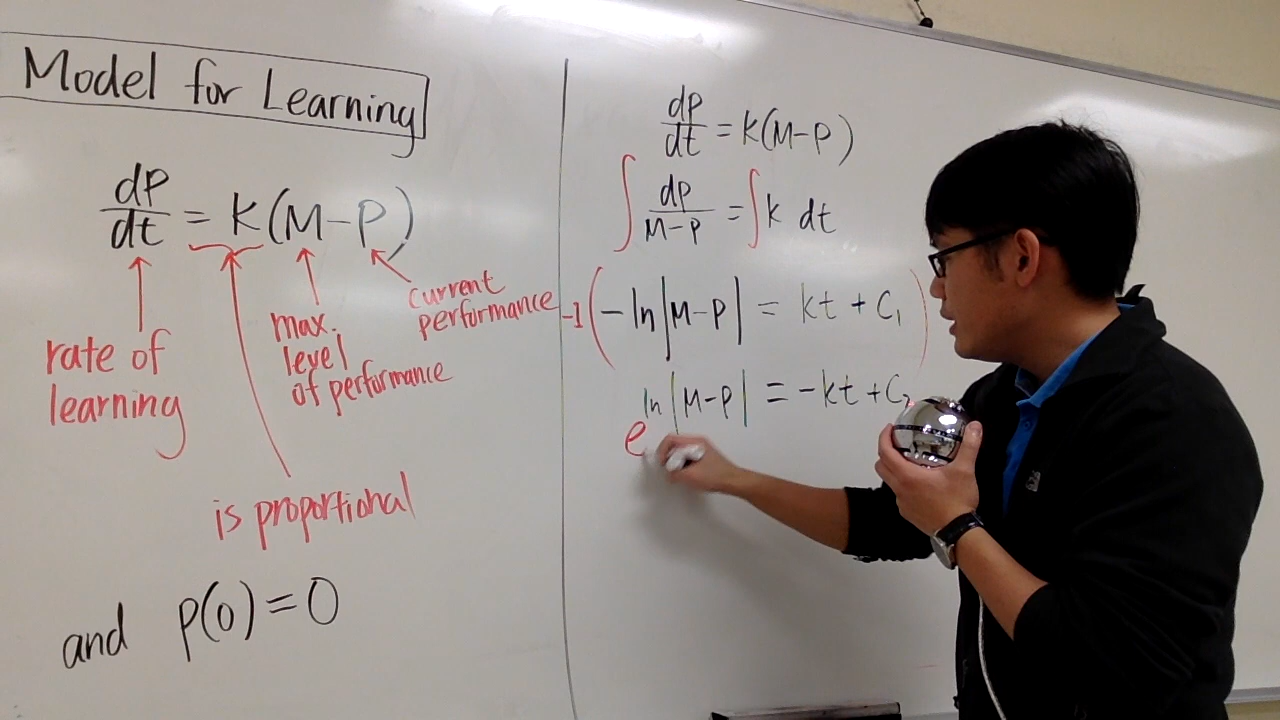 Model for Learning
dP/dt = K(M-P)
rate of
learning
is proportional
max.
level
of performance
current
performance
and P(0)=0
dP/dt = K(M-P)
∫ dP/(M-P) = ∫ k dt
-1(-ln|M-P| = kt + C₁)
e^ln|M-P| = -kt + C₂